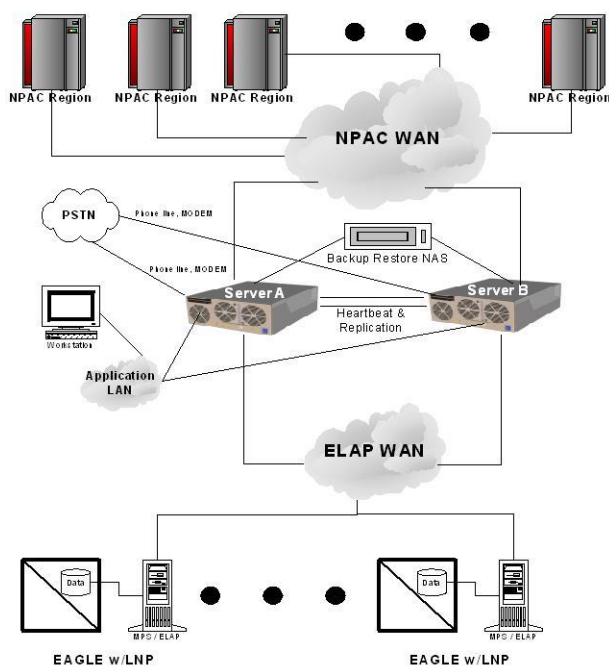 NPAC Region
NPAC Region
NPAC Region
NPAC Region
NPAC WAN
PSTN
Phone line, MODEM
Backup Restore NAS
Phone line, MODEM
Server A
Server B
Heartbeat &
Replication
Workstation
Application
LAN
ELAP WAN
Data
MPS / ELAP
Data
MPS / ELAP
EAGLE w/LNP
EAGLE w/LNP